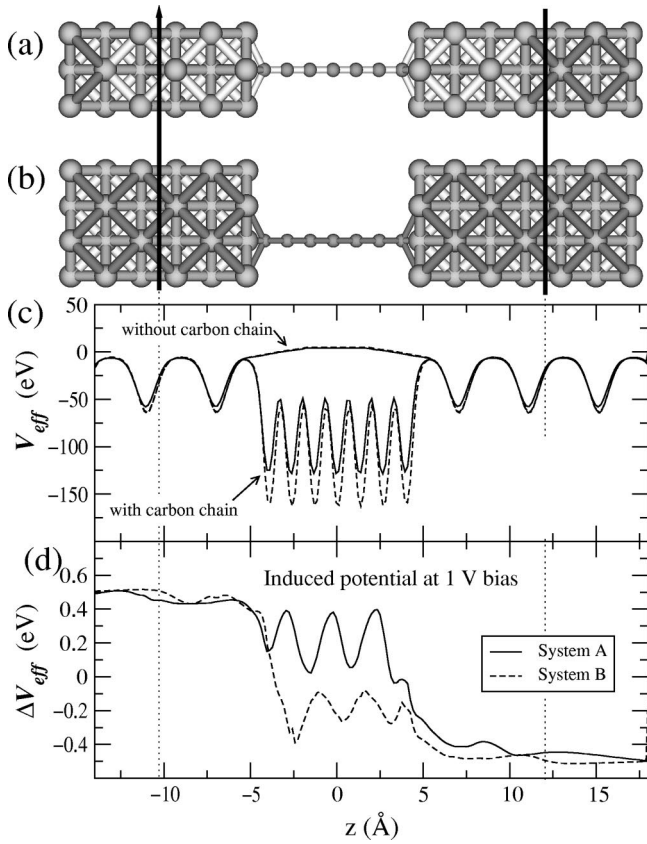 (a)
(b)
(c)
50
0
-50
-100
-150
V_eff (eV)
without carbon chain
with carbon chain
(d)
0.6
0.4
0.2
0
-0.2
-0.4
ΔV_eff (eV)
Induced potential at 1 V bias
System A
System B
-10 -5 0 5 10 15
z (Å)